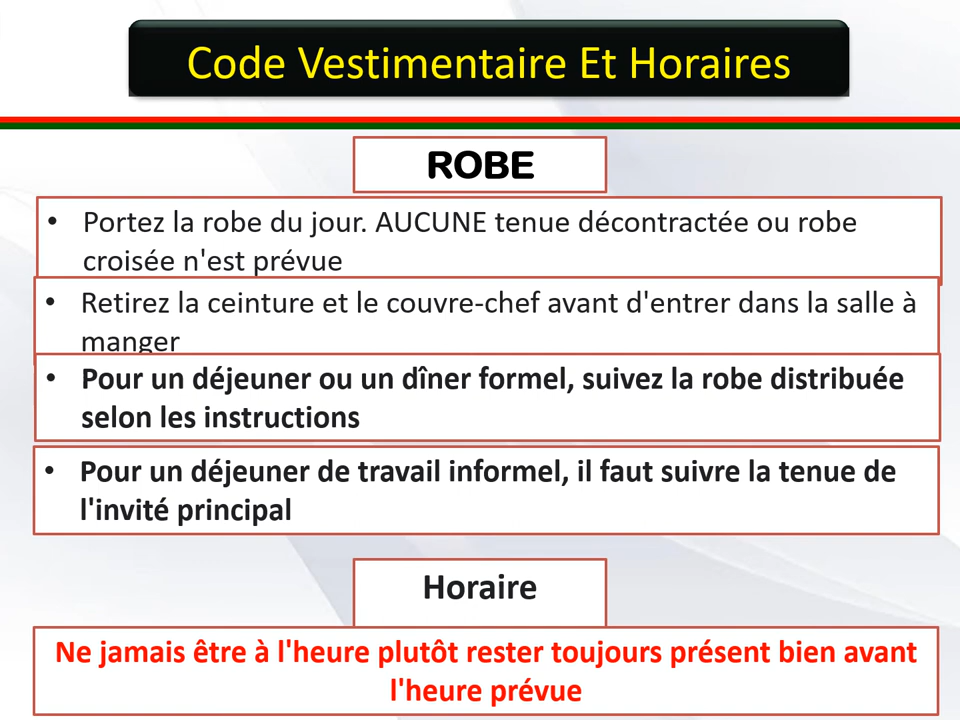 Code Vestimentaire Et Horaires
ROBE
• Portez la robe du jour. AUCUNE tenue décontractée ou robe
croisée n'est prévue
• Retirez la ceinture et le couvre-chef avant d'entrer dans la salle à
manger
• Pour un déjeuner ou un dîner formel, suivez la robe distribuée
selon les instructions
• Pour un déjeuner de travail informel, il faut suivre la tenue de
l'invité principal
Horaire
Ne jamais être à l'heure plutôt rester toujours présent bien avant
l'heure prévue